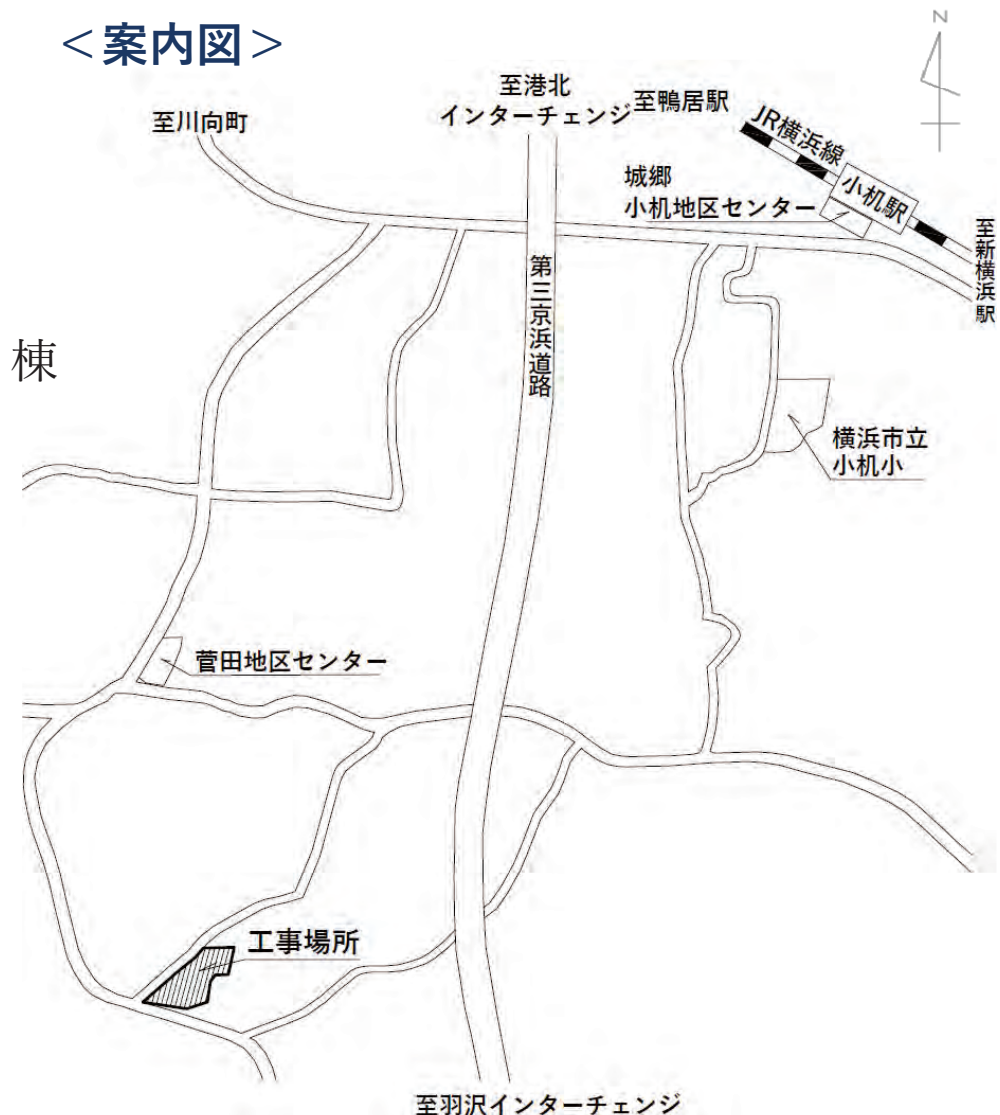 ＜案内図＞
N
至港北
インターチェンジ
至鴨居駅
至川向町
JR横浜線
小机駅
城郷
小机地区センター
至新横浜駅
第三京浜道路
棟
横浜市立
小机小
菅田地区センター
工事場所
至羽沢インターチェンジ